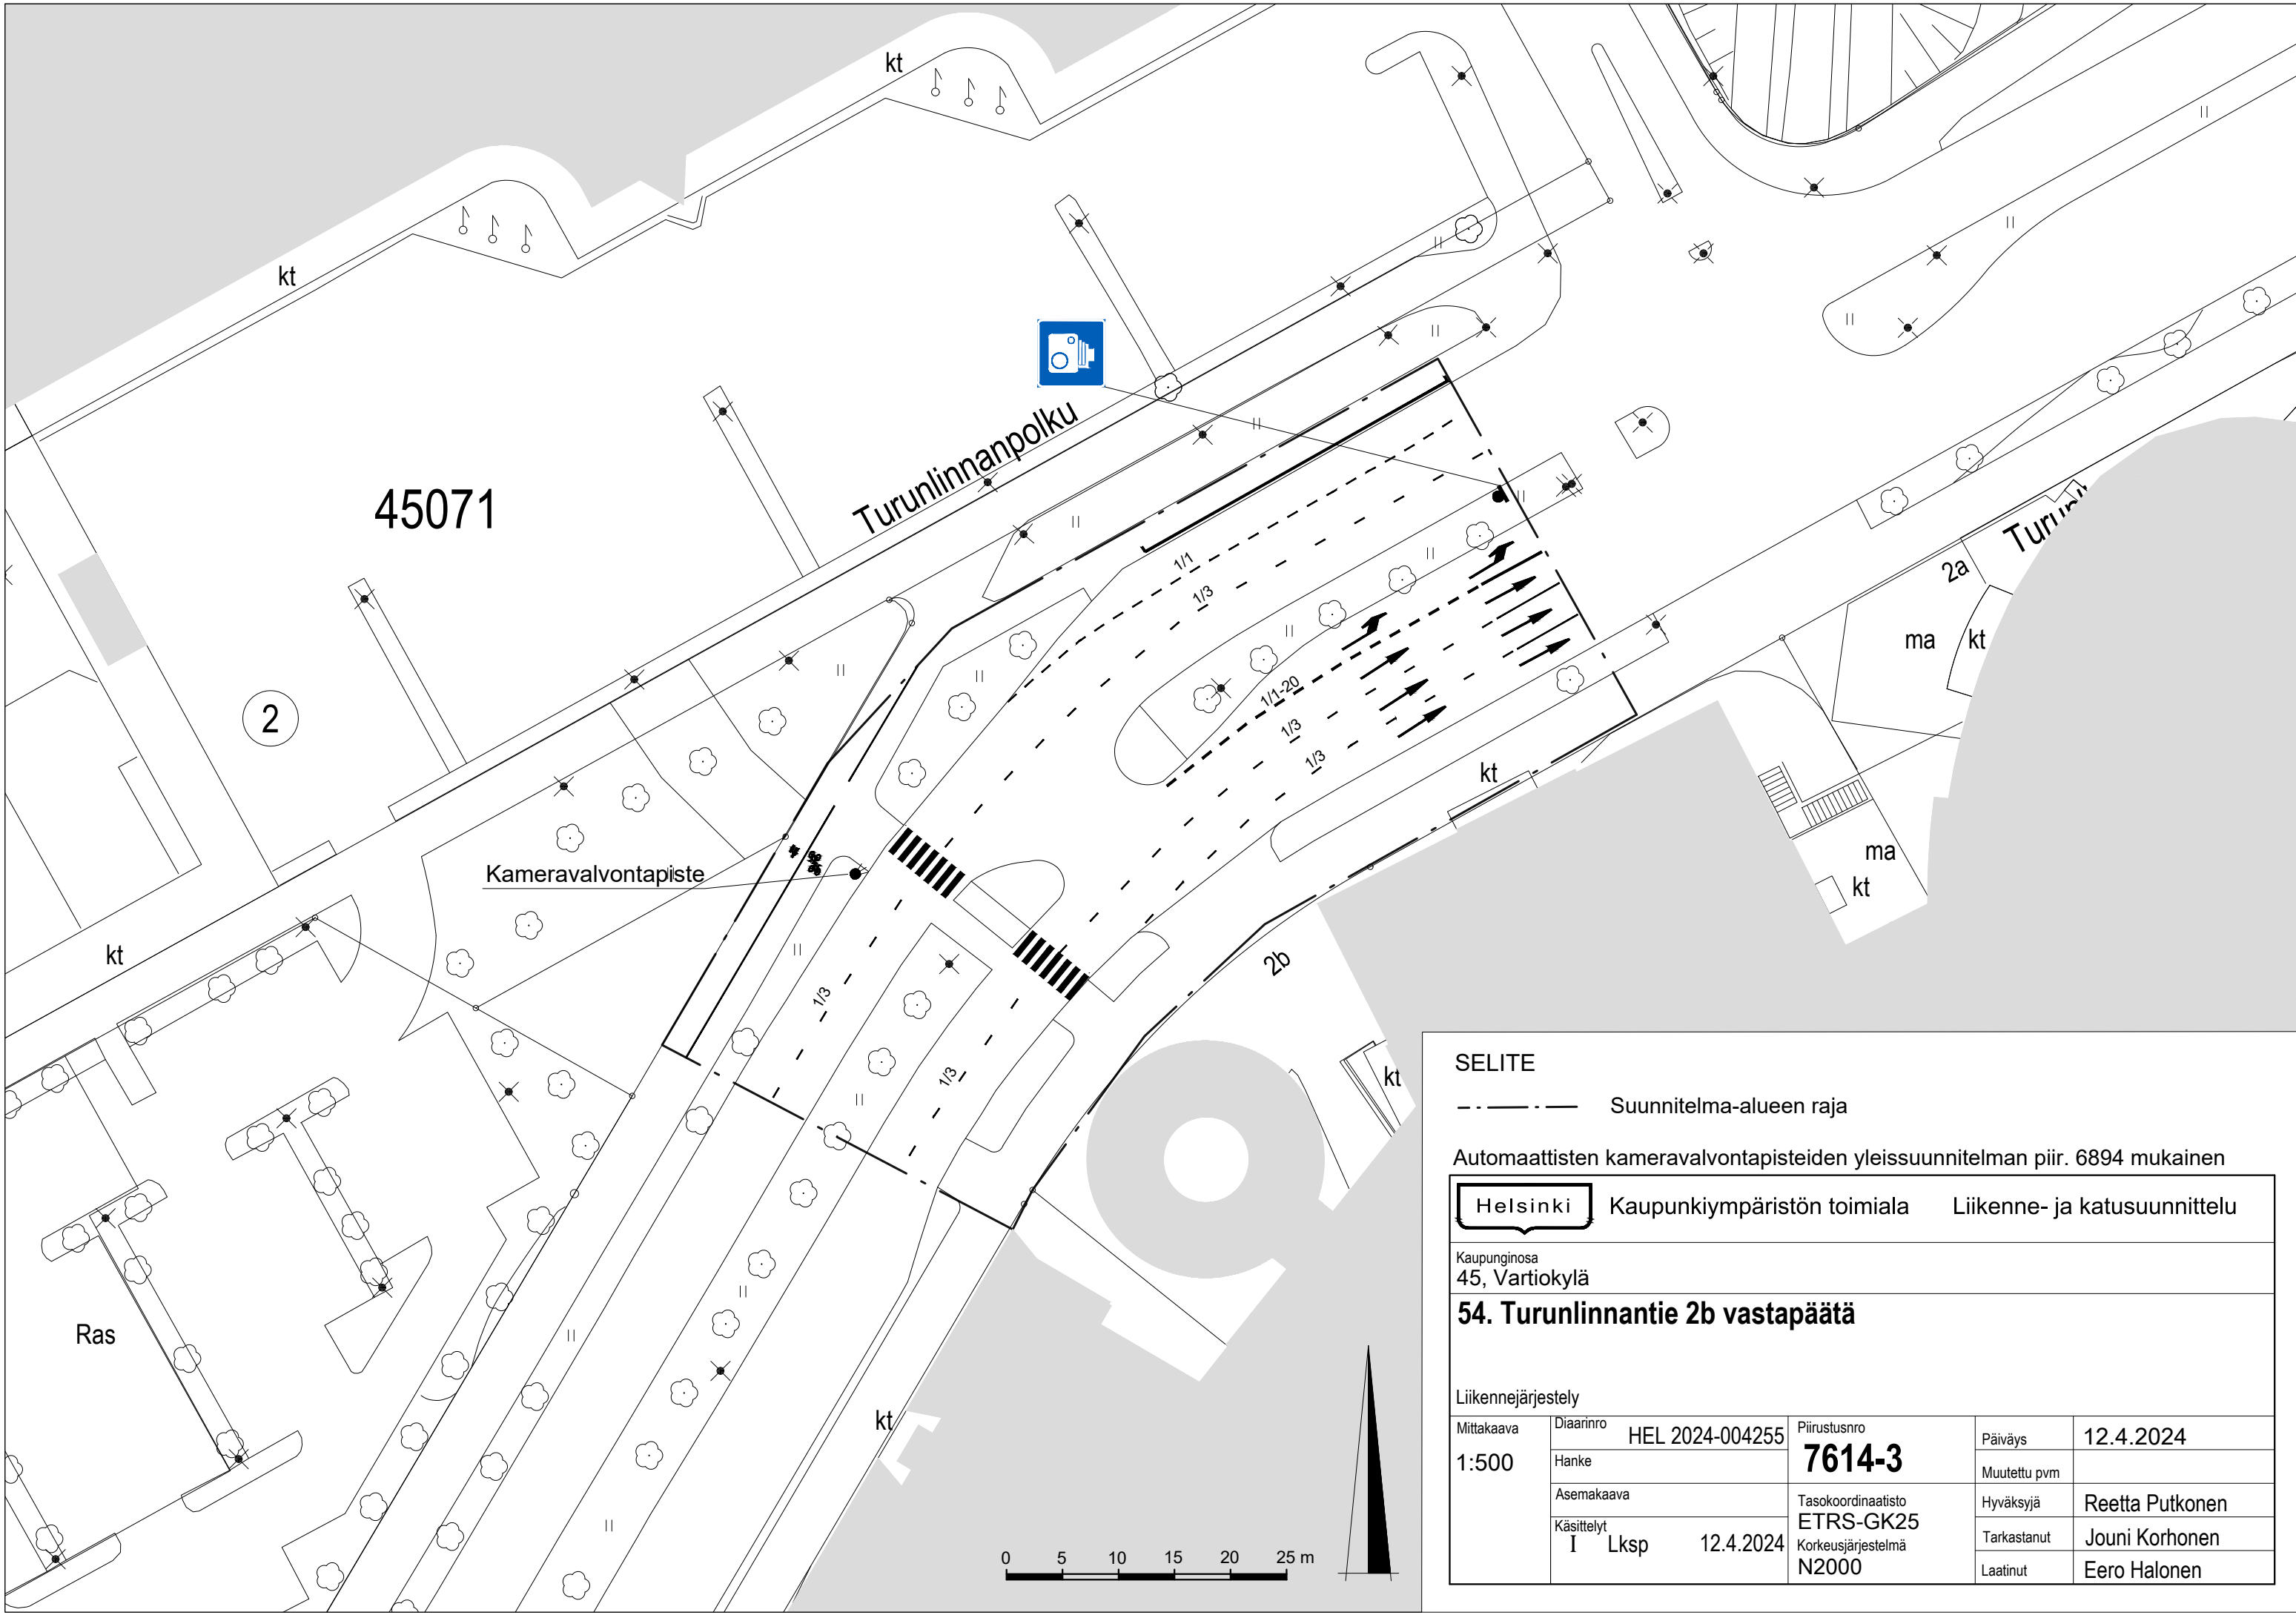 kt
kt
45071
Turunlinnanpolku
1/1
1/3
2a
ma
kt
2
1/1-20
1/3
1/3
kt
ma
kt
Kameravalvontapiste
kt
2b
1/3
1/3
kt
Ras
kt
0 5 10 15 20 25 m
SELITE
Suunnitelma-alueen raja
Automaattisten kameravalvontapisteiden yleissuunnitelman piir. 6894 mukainen
Helsinki Kaupunkiympäristön toimiala Liikenne- ja katusuunnittelu
Kaupunginosa
45, Vartiokylä
54. Turunlinnantie 2b vastapäätä
Liikennejärjestely
Mittakaava
1:500
Diaarinro HEL 2024-004255
Hanke
Asemakaava
Käsittelyt
I Lksp 12.4.2024
Piirustusnro
7614-3
Tasokoordinaatisto
ETRS-GK25
Korkeusjärjestelmä
N2000
Päiväys 12.4.2024
Muutettu pvm
Hyväksyjä Reetta Putkonen
Tarkastanut Jouni Korhonen
Laatinut Eero Halonen